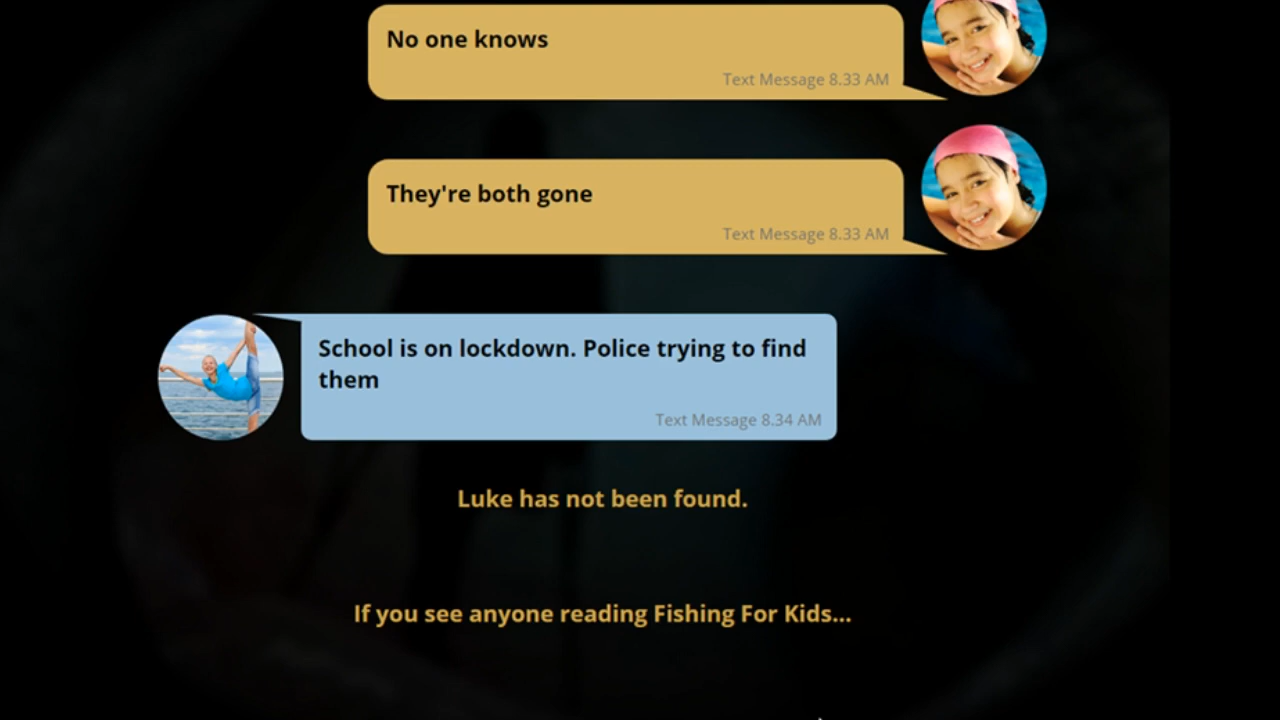 No one knows
Text Message 8.33 AM
They're both gone
Text Message 8.33 AM
School is on lockdown. Police trying to find
them
Text Message 8.34 AM
Luke has not been found.
If you see anyone reading Fishing For Kids...